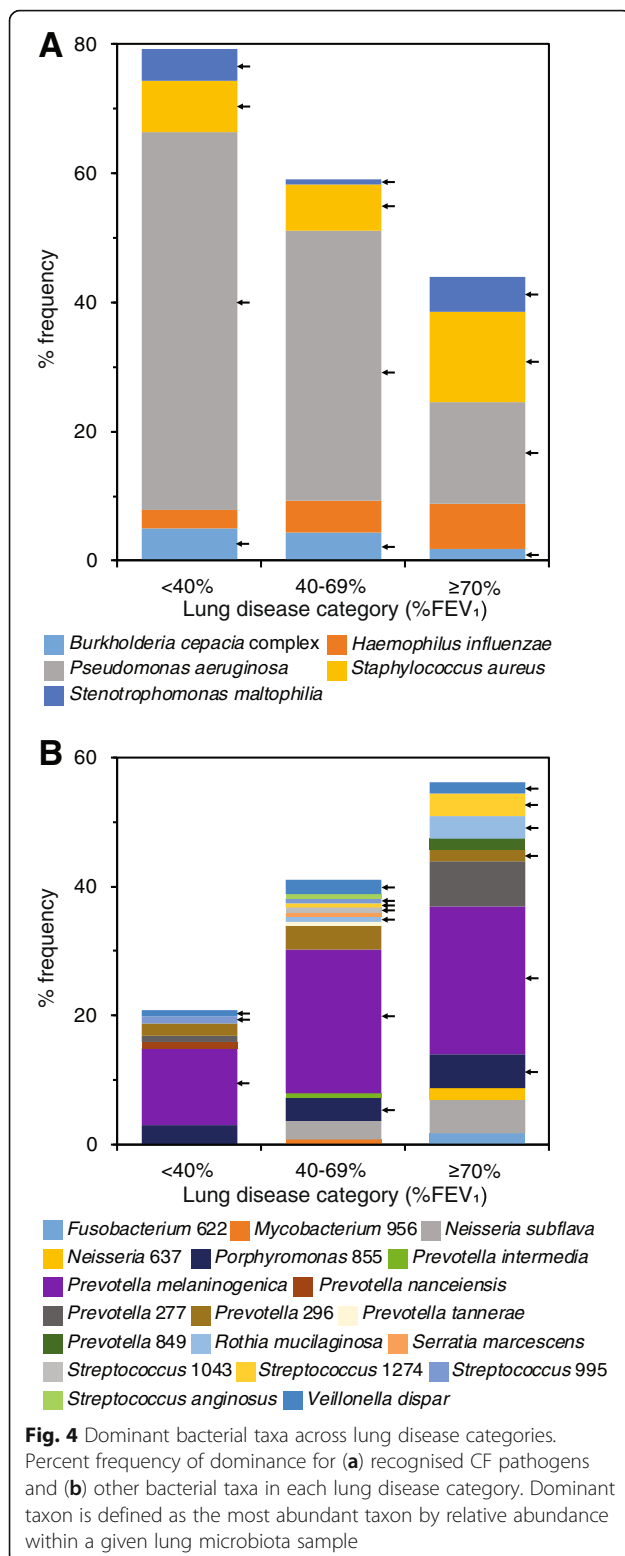 A
80
60
40
20
0
% frequency
<40% 40-69% ≥70%
Lung disease category (%FEV₁)
Burkholderia cepacia complex Haemophilus influenzae
Pseudomonas aeruginosa Staphylococcus aureus
Stenotrophomonas maltophilia
B
60
40
20
0
% frequency
<40% 40-69% ≥70%
Lung disease category (%FEV₁)
Fusobacterium 622 Mycobacterium 956 Neisseria subflava
Neisseria 637 Porphyromonas 855 Prevotella intermedia
Prevotella melaninogenica Prevotella nanceiensis
Prevotella 277 Prevotella 296 Prevotella tannerae
Prevotella 849 Rothia mucilaginosa Serratia marcescens
Streptococcus 1043 Streptococcus 1274 Streptococcus 995
Streptococcus anginosus Veillonella dispar
Fig. 4 Dominant bacterial taxa across lung disease categories.
Percent frequency of dominance for (a) recognised CF pathogens
and (b) other bacterial taxa in each lung disease category. Dominant
taxon is defined as the most abundant taxon by relative abundance
within a given lung microbiota sample